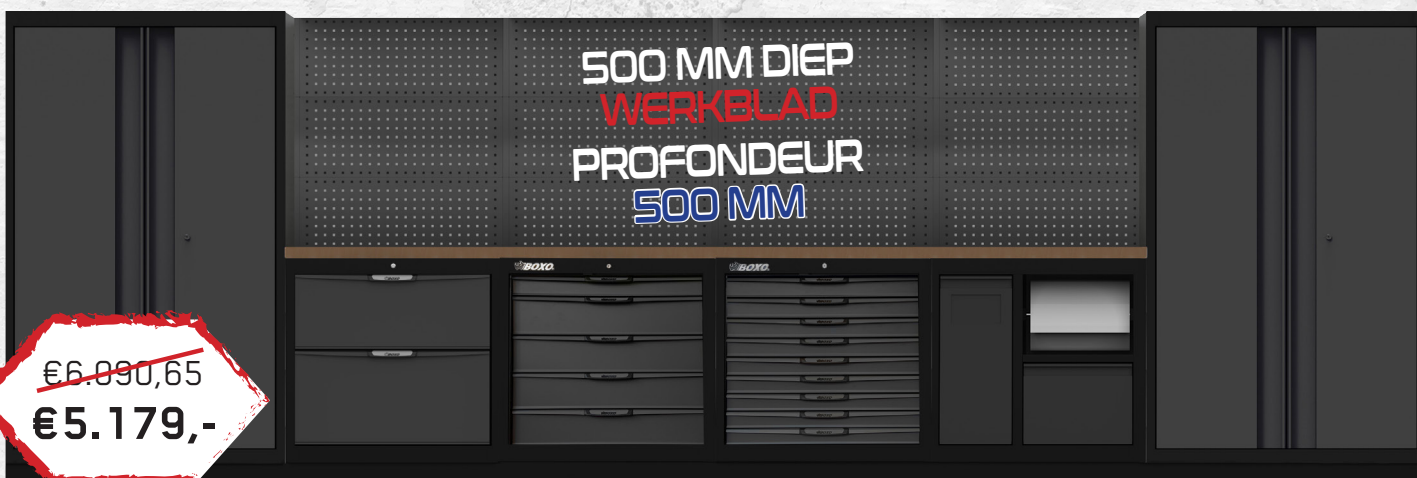 500 MM DIEP
WERKBLAD
PROFONDEUR
500 MM
BOXO
BOXO
€6.090,65
€5.179,-